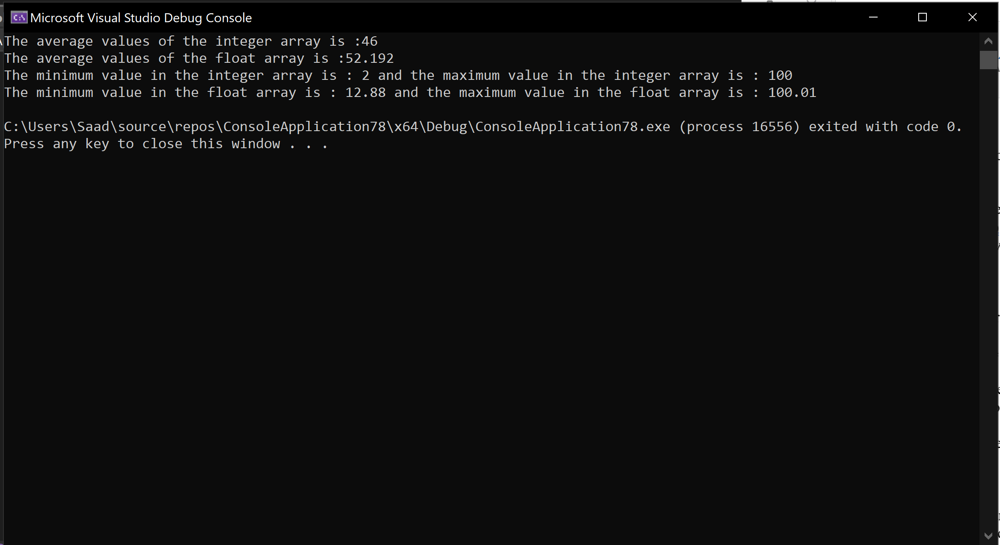 Microsoft Visual Studio Debug Console
The average values of the integer array is :46
The average values of the float array is :52.192
The minimum value in the integer array is : 2 and the maximum value in the integer array is : 100
The minimum value in the float array is : 12.88 and the maximum value in the float array is : 100.01
C:\Users\Saad\source\repos\ConsoleApplication78\x64\Debug\ConsoleApplication78.exe (process 16556) exited with code 0.
Press any key to close this window . . .